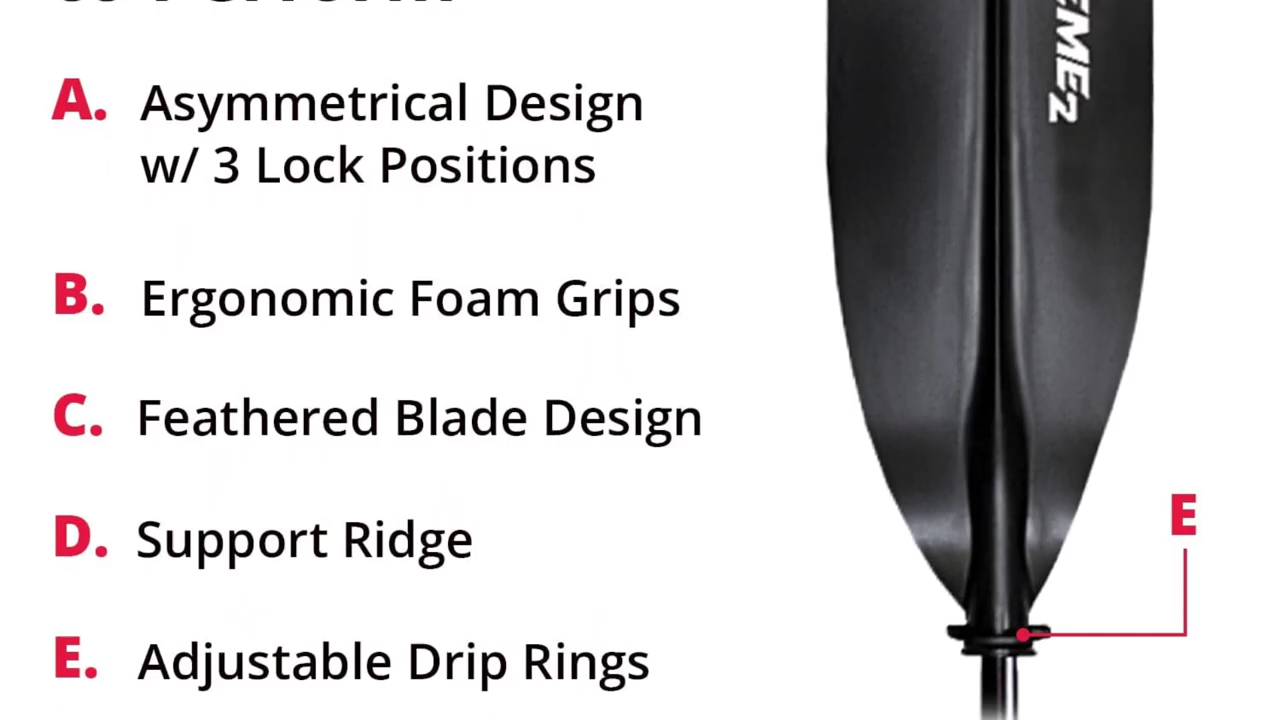 A. Asymmetrical Design
w/ 3 Lock Positions
B. Ergonomic Foam Grips
C. Feathered Blade Design
D. Support Ridge
E. Adjustable Drip Rings
E